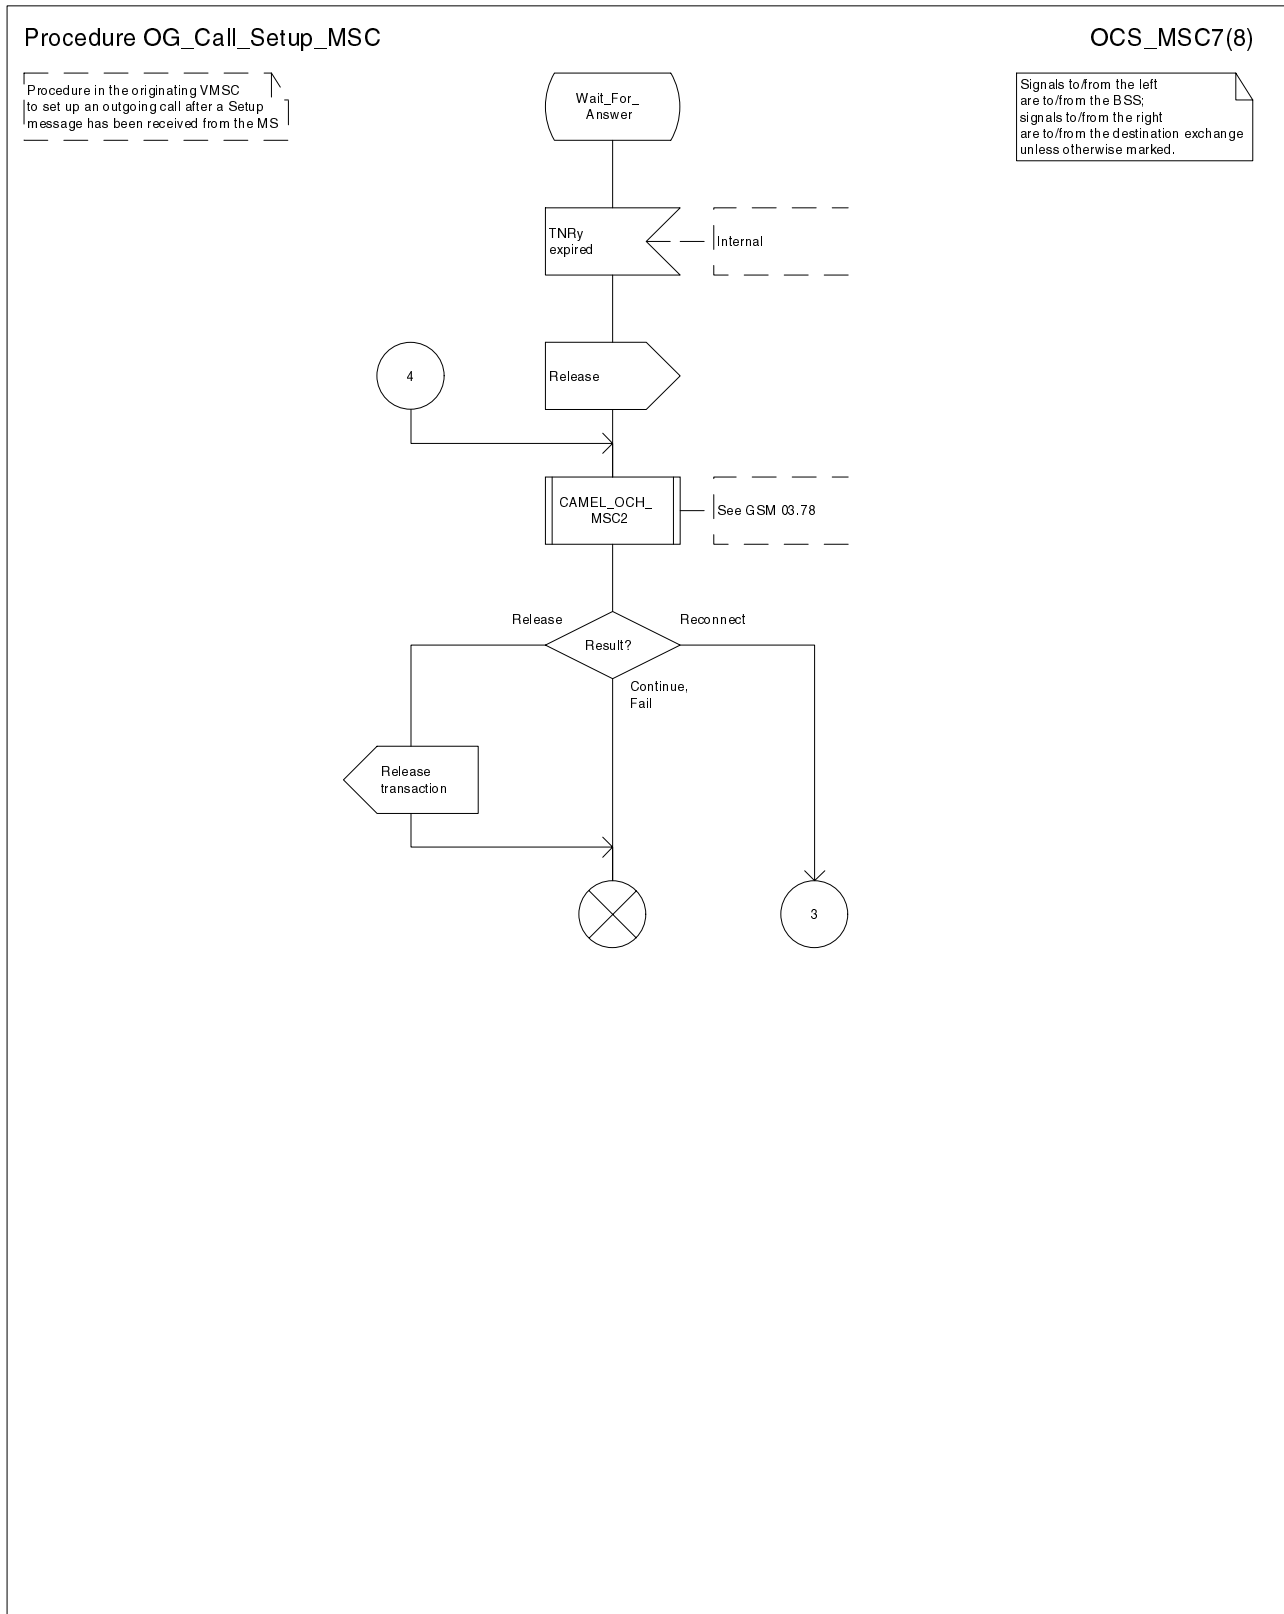 Procedure OG_Call_Setup_MSC
OCS_MSC7(8)
Procedure in the originating VMSC
to set up an outgoing call after a Setup
message has been received from the MS
Signals to/from the left
are to/from the BSS;
signals to/from the right
are to/from the destination exchange
unless otherwise marked.
Wait_For_
Answer
TNRy
expired
Internal
4
Release
CAMEL_OCH_
MSC2
See GSM 03.78
Release
Reconnect
Result?
Continue,
Fail
Release
transaction
3